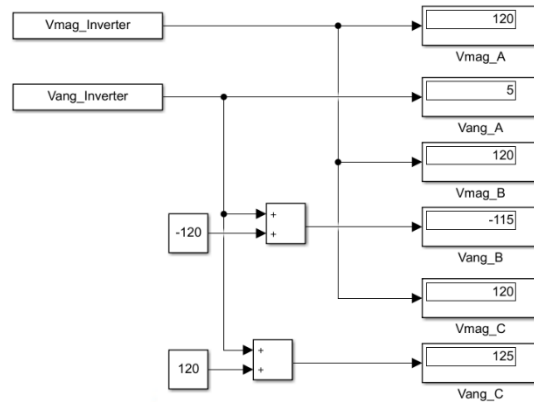 Vmag_Inverter
120
Vmag_A
Vang_Inverter
5
Vang_A
120
Vmag_B
-120
+
+
-115
Vang_B
120
Vmag_C
120
+
+
125
Vang_C